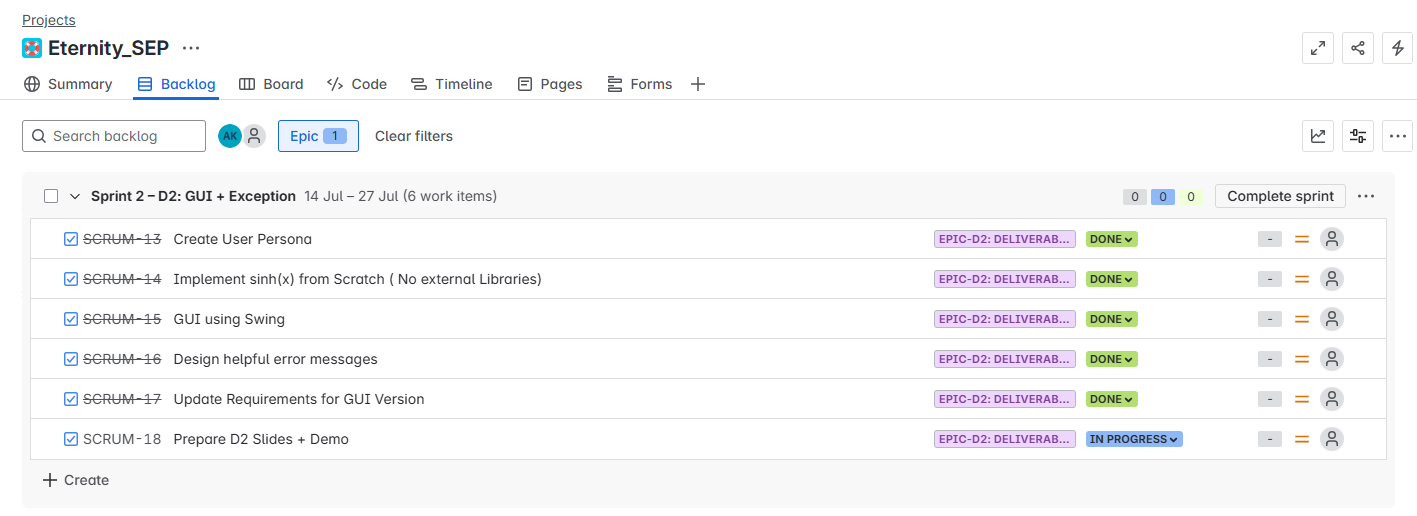 Projects
Eternity_SEP
Summary Backlog Board Code Timeline Pages Forms
Search backlog AK Epic 1 Clear filters
Sprint 2 – D2: GUI + Exception 14 Jul – 27 Jul (6 work items) 0 0 0 Complete sprint
SCRUM-13 Create User Persona EPIC-D2: DELIVERAB... DONE -
SCRUM-14 Implement sinh(x) from Scratch ( No external Libraries) EPIC-D2: DELIVERAB... DONE -
SCRUM-15 GUI using Swing EPIC-D2: DELIVERAB... DONE -
SCRUM-16 Design helpful error messages EPIC-D2: DELIVERAB... DONE -
SCRUM-17 Update Requirements for GUI Version EPIC-D2: DELIVERAB... DONE -
SCRUM-18 Prepare D2 Slides + Demo EPIC-D2: DELIVERAB... IN PROGRESS -
Create